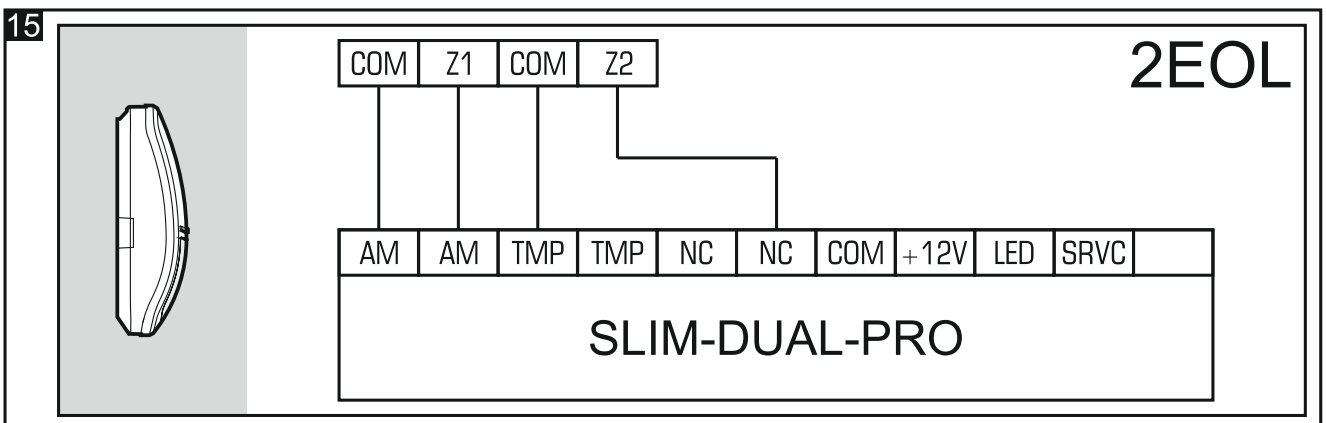 15
2EOL
COM Z1 COM Z2
AM AM TMP TMP NC NC COM +12V LED SRVC
SLIM-DUAL-PRO